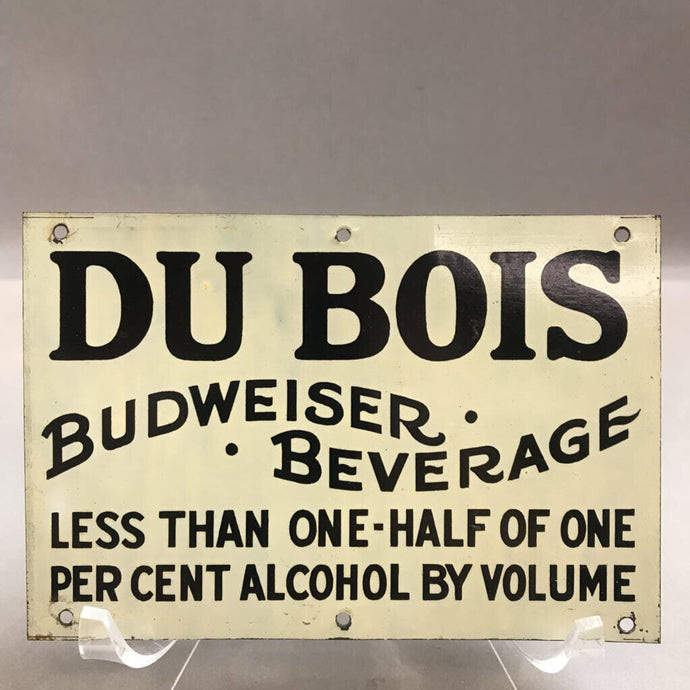 DU BOIS
BUDWEISER ·
· BEVERAGE
LESS THAN ONE-HALF OF ONE
PER CENT ALCOHOL BY VOLUME